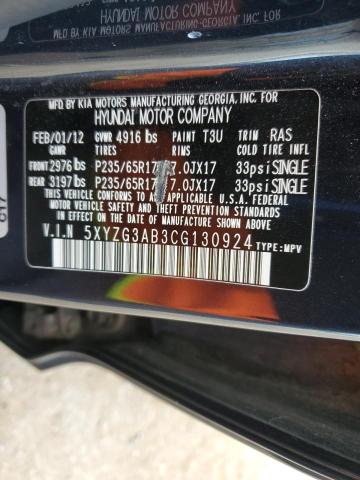 MFD BY KIA MOTORS MANUFACTURING GEORGIA, INC. FOR
HYUNDAI MOTOR COMPANY
FEB/01/12 GVWR 4916 lbs PAINT T3U TRIM RAS
GAWR TIRES RIMS COLD TIRE INFL
FRONT 2976 lbs P235/65R17 7.0JX17 33psi SINGLE
REAR 3197 lbs P235/65R17 7.0JX17 33psi SINGLE
THIS VEHICLE CONFORMS TO ALL APPLICABLE U.S.A. FEDERAL
MOTOR VEHICLE SAFETY, BUMPER, AND THEFT PREVENTION
STANDARDS IN EFFECT ON THE DATE OF MANUFACTURE SHOWN ABOVE.
V.I.N 5XYZG3AB3CG130924 TYPE:MPV